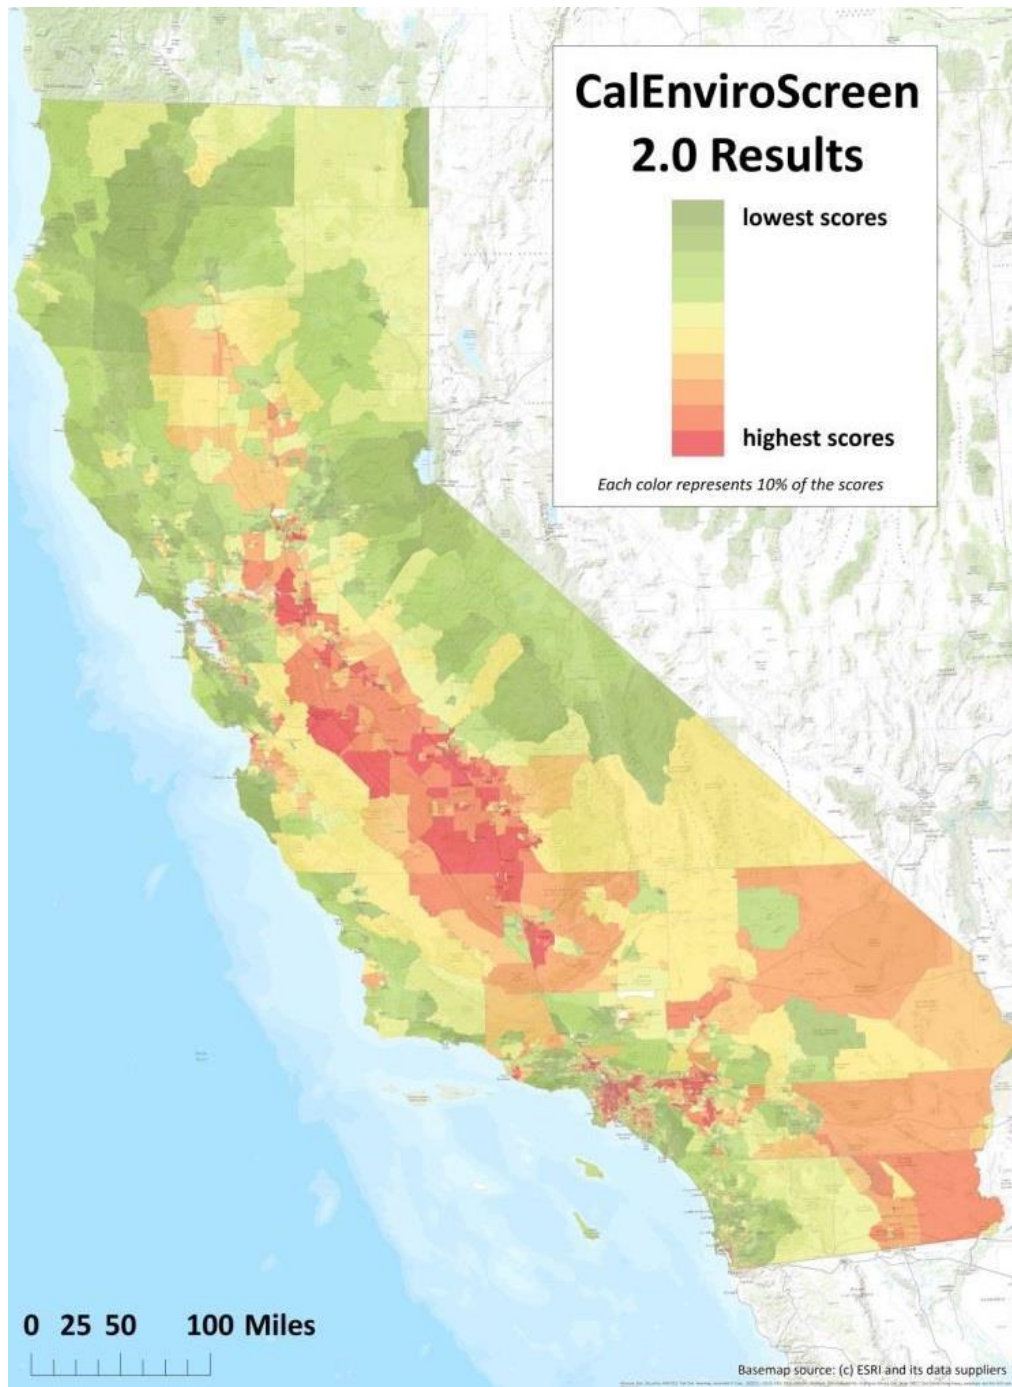 CalEnviroScreen
2.0 Results
lowest scores
highest scores
Each color represents 10% of the scores
0 25 50 100 Miles
Basemap source: (c) ESRI and its data suppliers